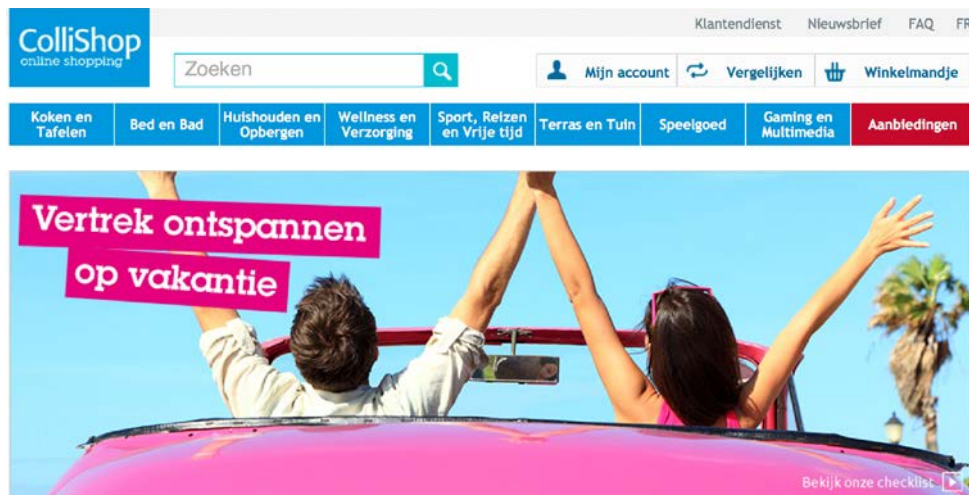 Klantendienst Nieuwsbrief FAQ FR
ColliShop
online shopping
Zoeken
Mijn account Vergelijken Winkelmandje
Koken en Tafelen
Bed en Bad
Huishouden en Opbergen
Wellness en Verzorging
Sport, Reizen en Vrije tijd
Terras en Tuin
Speelgoed
Gaming en Multimedia
Aanbiedingen
Vertrek ontspannen
op vakantie
Bekijk onze checklist